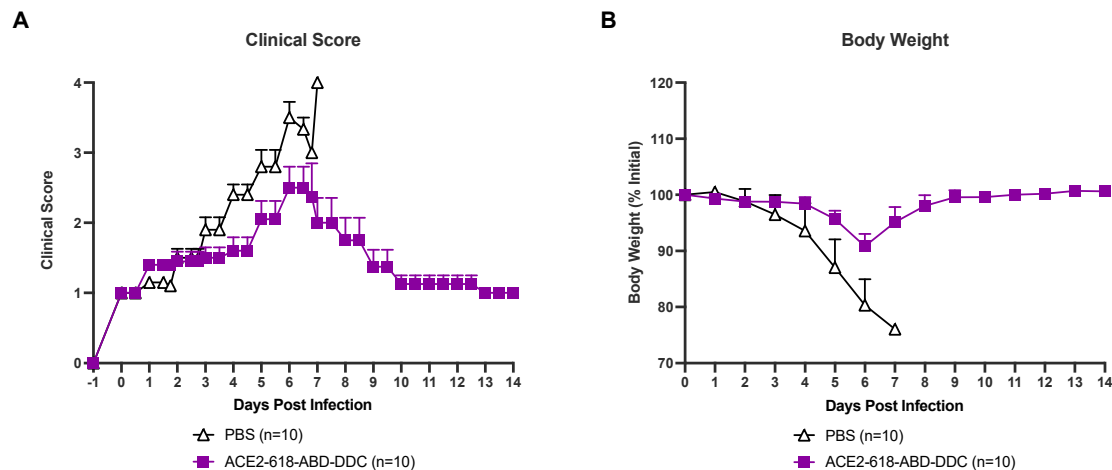 A
Clinical Score
Clinical Score
4
3
2
1
0
-1 0 1 2 3 4 5 6 7 8 9 10 11 12 13 14
Days Post Infection
PBS (n=10)
ACE2-618-ABD-DDC (n=10)
B
Body Weight
Body Weight (% Initial)
120
110
100
90
80
70
0 1 2 3 4 5 6 7 8 9 10 11 12 13 14
Days Post Infection
PBS (n=10)
ACE2-618-ABD-DDC (n=10)